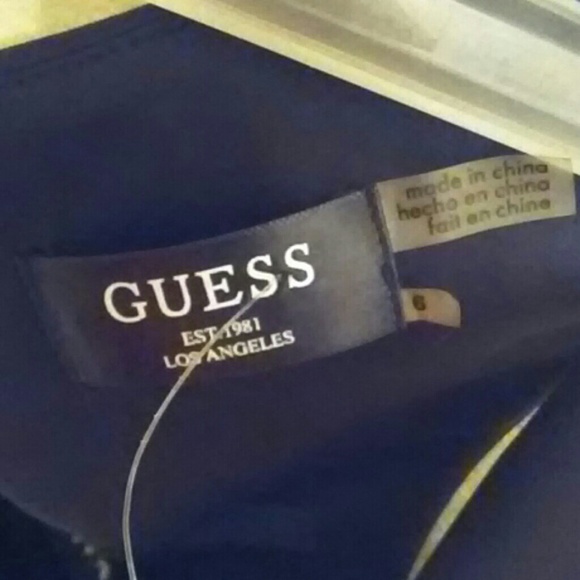 GUESS
EST.1981
LOS ANGELES
made in china
hecho en china
fait en chine
6